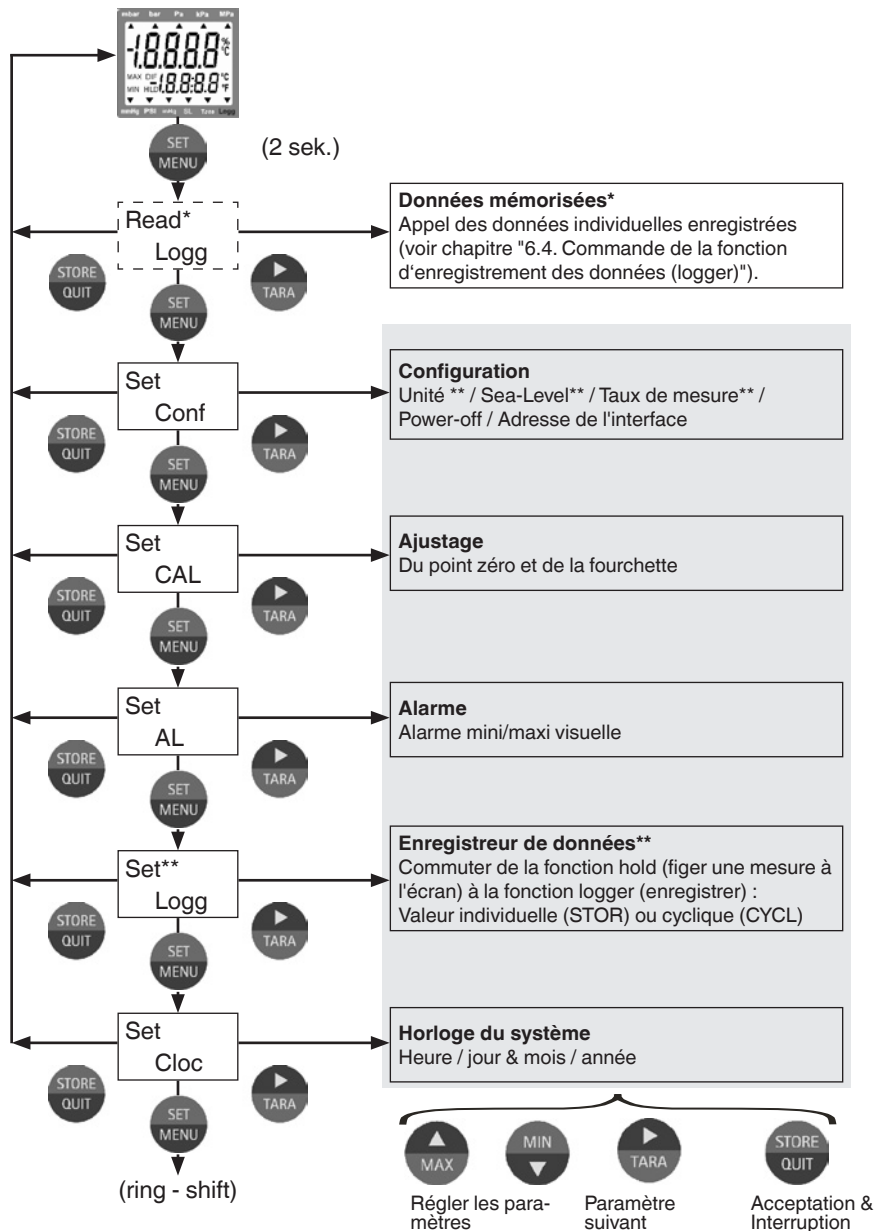 mbar bar Pa kPa MPa
-1.8.8.8.8 % °C
MAX DIF
MIN HLD -1.8.8:8.8 °C °F
mmHg PSI mHg SL Tara Logg
SET
MENU
(2 sek.)
Read*
Logg
STORE
QUIT
SET
MENU
TARA
Données mémorisées*
Appel des données individuelles enregistrées
(voir chapitre "6.4. Commande de la fonction
d‘enregistrement des données (logger)").
Set
Conf
STORE
QUIT
SET
MENU
TARA
Configuration
Unité ** / Sea-Level** / Taux de mesure** /
Power-off / Adresse de l'interface
Set
CAL
STORE
QUIT
SET
MENU
TARA
Ajustage
Du point zéro et de la fourchette
Set
AL
STORE
QUIT
SET
MENU
TARA
Alarme
Alarme mini/maxi visuelle
Set**
Logg
STORE
QUIT
SET
MENU
TARA
Enregistreur de données**
Commuter de la fonction hold (figer une mesure à
l'écran) à la fonction logger (enregistrer) :
Valeur individuelle (STOR) ou cyclique (CYCL)
Set
Cloc
STORE
QUIT
SET
MENU
TARA
Horloge du système
Heure / jour & mois / année
(ring - shift)
MAX
MIN
TARA
STORE
QUIT
Régler les para-
mètres
Paramètre
suivant
Acceptation &
Interruption